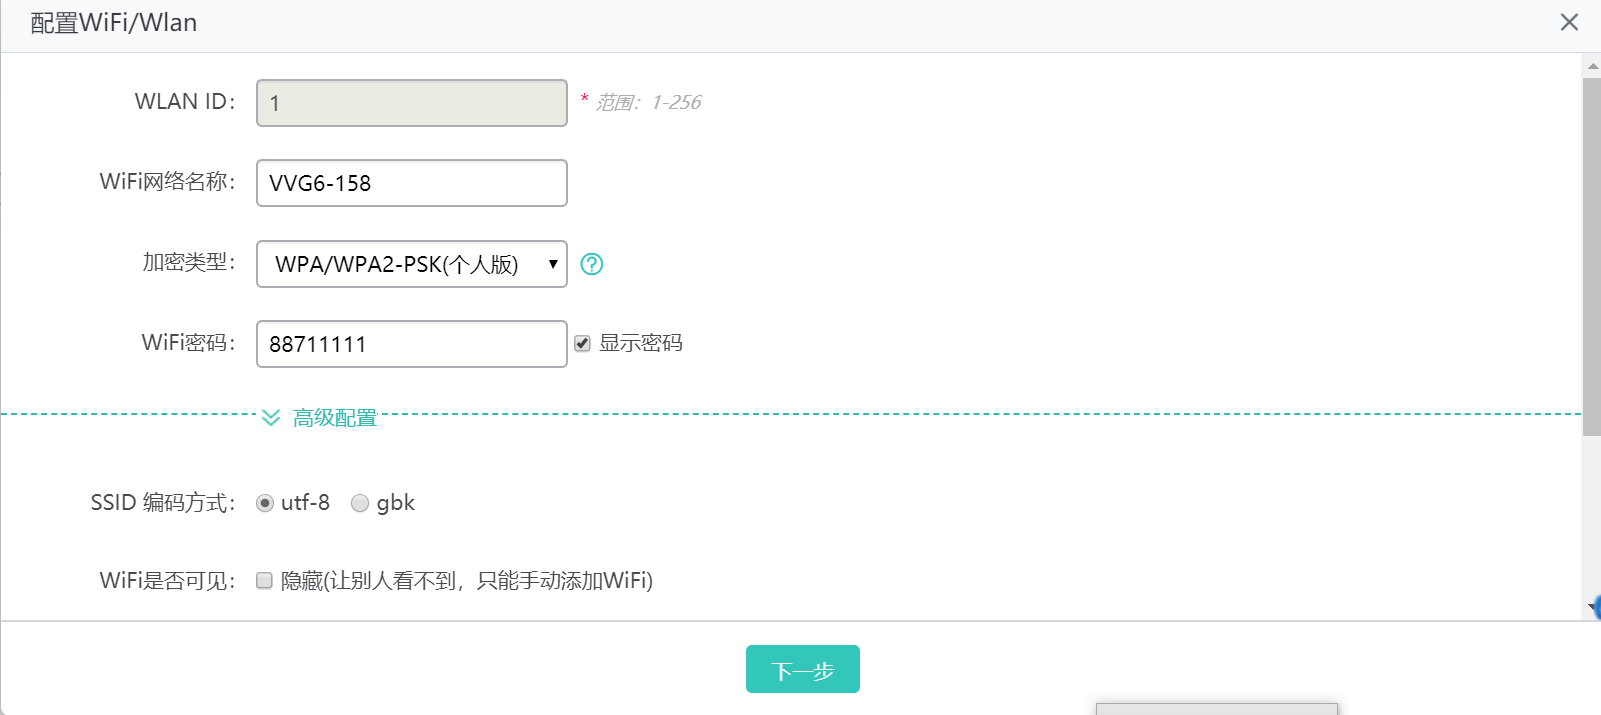 配置WiFi/Wlan
WLAN ID： 1 * 范围：1-256
WiFi网络名称： VVG6-158
加密类型： WPA/WPA2-PSK(个人版)
WiFi密码： 88711111 显示密码
高级配置
SSID 编码方式： utf-8 gbk
WiFi是否可见： 隐藏(让别人看不到，只能手动添加WiFi)
下一步